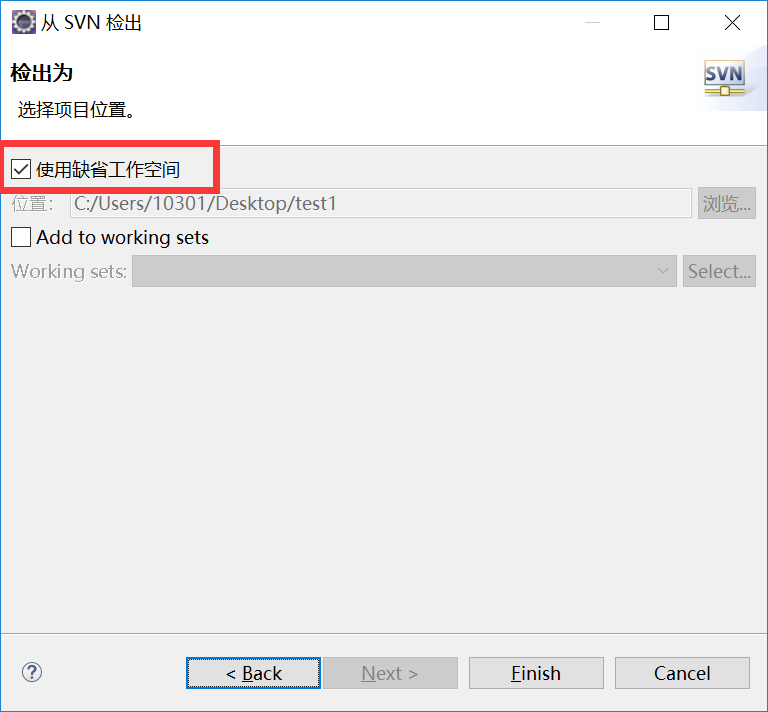 从 SVN 检出
检出为
选择项目位置。
SVN
使用缺省工作空间
位置: C:/Users/10301/Desktop/test1 浏览...
Add to working sets
Working sets: Select...
? < Back Next > Finish Cancel